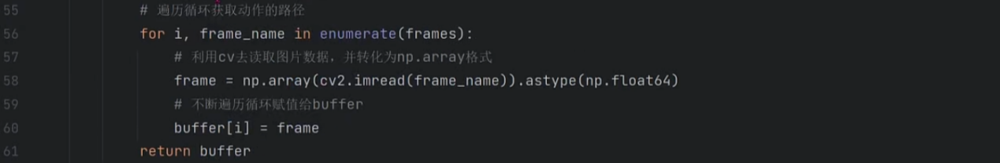 55 # 遍历循环获取动作的路径
56 for i, frame_name in enumerate(frames):
57 # 利用cv去读取图片数据，并转化为np.array格式
58 frame = np.array(cv2.imread(frame_name)).astype(np.float64)
59 # 不断遍历循环赋值给buffer
60 buffer[i] = frame
61 return buffer